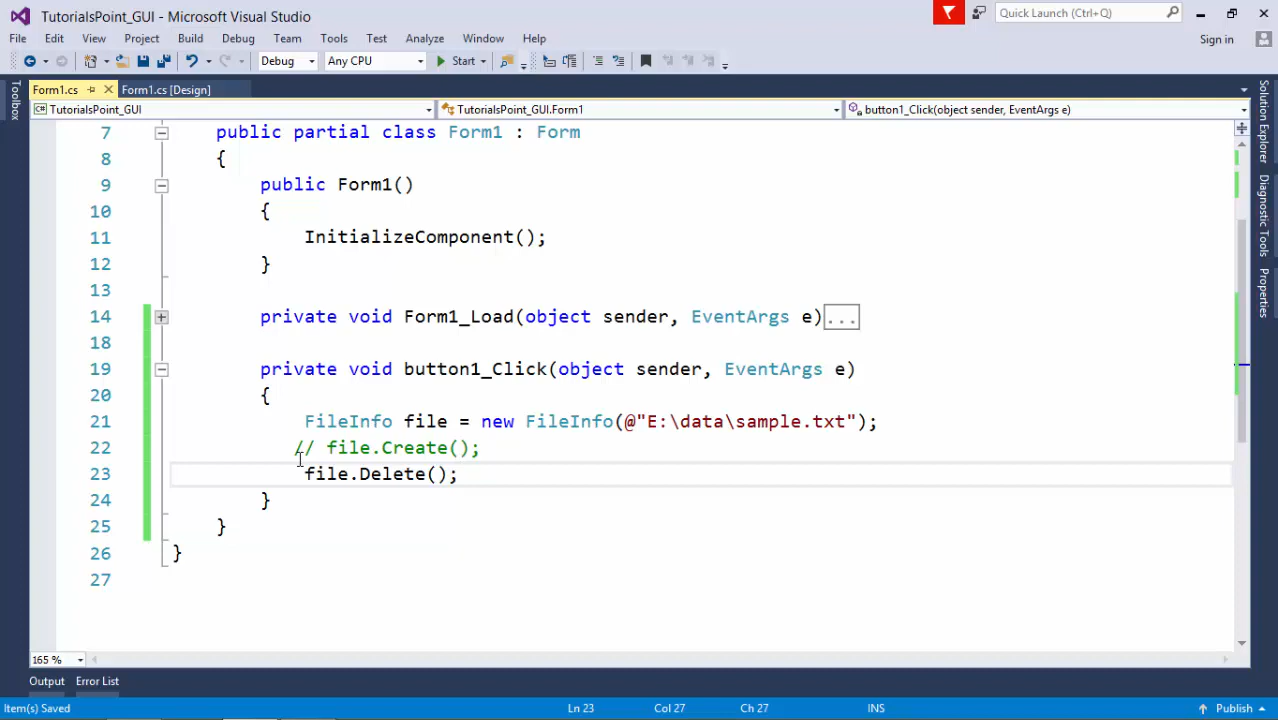 TutorialsPoint_GUI - Microsoft Visual Studio
Quick Launch (Ctrl+Q)
File Edit View Project Build Debug Team Tools Test Analyze Window Help
Sign in
Debug Any CPU Start
Form1.cs Form1.cs [Design]
TutorialsPoint_GUI TutorialsPoint_GUI.Form1 button1_Click(object sender, EventArgs e)
Toolbox
Solution Explorer
Diagnostic Tools
Properties
7 public partial class Form1 : Form
8 {
9 public Form1()
10 {
11 InitializeComponent();
12 }
13
14 private void Form1_Load(object sender, EventArgs e)...
18
19 private void button1_Click(object sender, EventArgs e)
20 {
21 FileInfo file = new FileInfo(@"E:\data\sample.txt");
22 // file.Create();
23 file.Delete();
24 }
25 }
26 }
27
165 %
Output Error List
Item(s) Saved Ln 23 Col 27 Ch 27 INS Publish